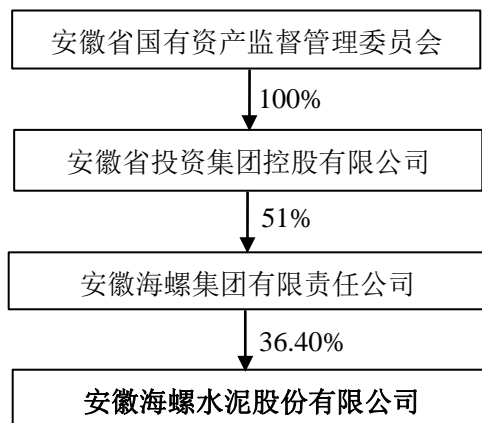 安徽省国有资产监督管理委员会
100%
安徽省投资集团控股有限公司
51%
安徽海螺集团有限责任公司
36.40%
安徽海螺水泥股份有限公司